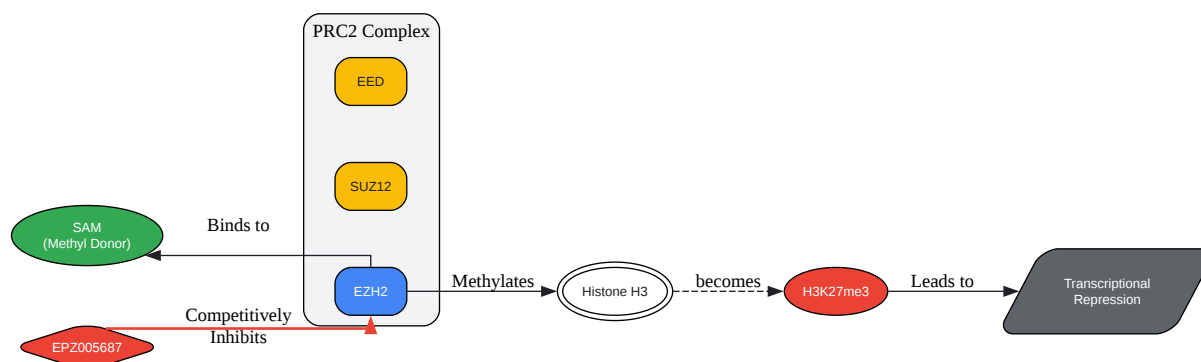 PRC2 Complex
EED
SUZ12
SAM
(Methyl Donor)
Binds to
EZH2
Methylates
Histone H3
becomes
H3K27me3
Leads to
Transcriptional
Repression
Competitively
Inhibits
EPZ005687